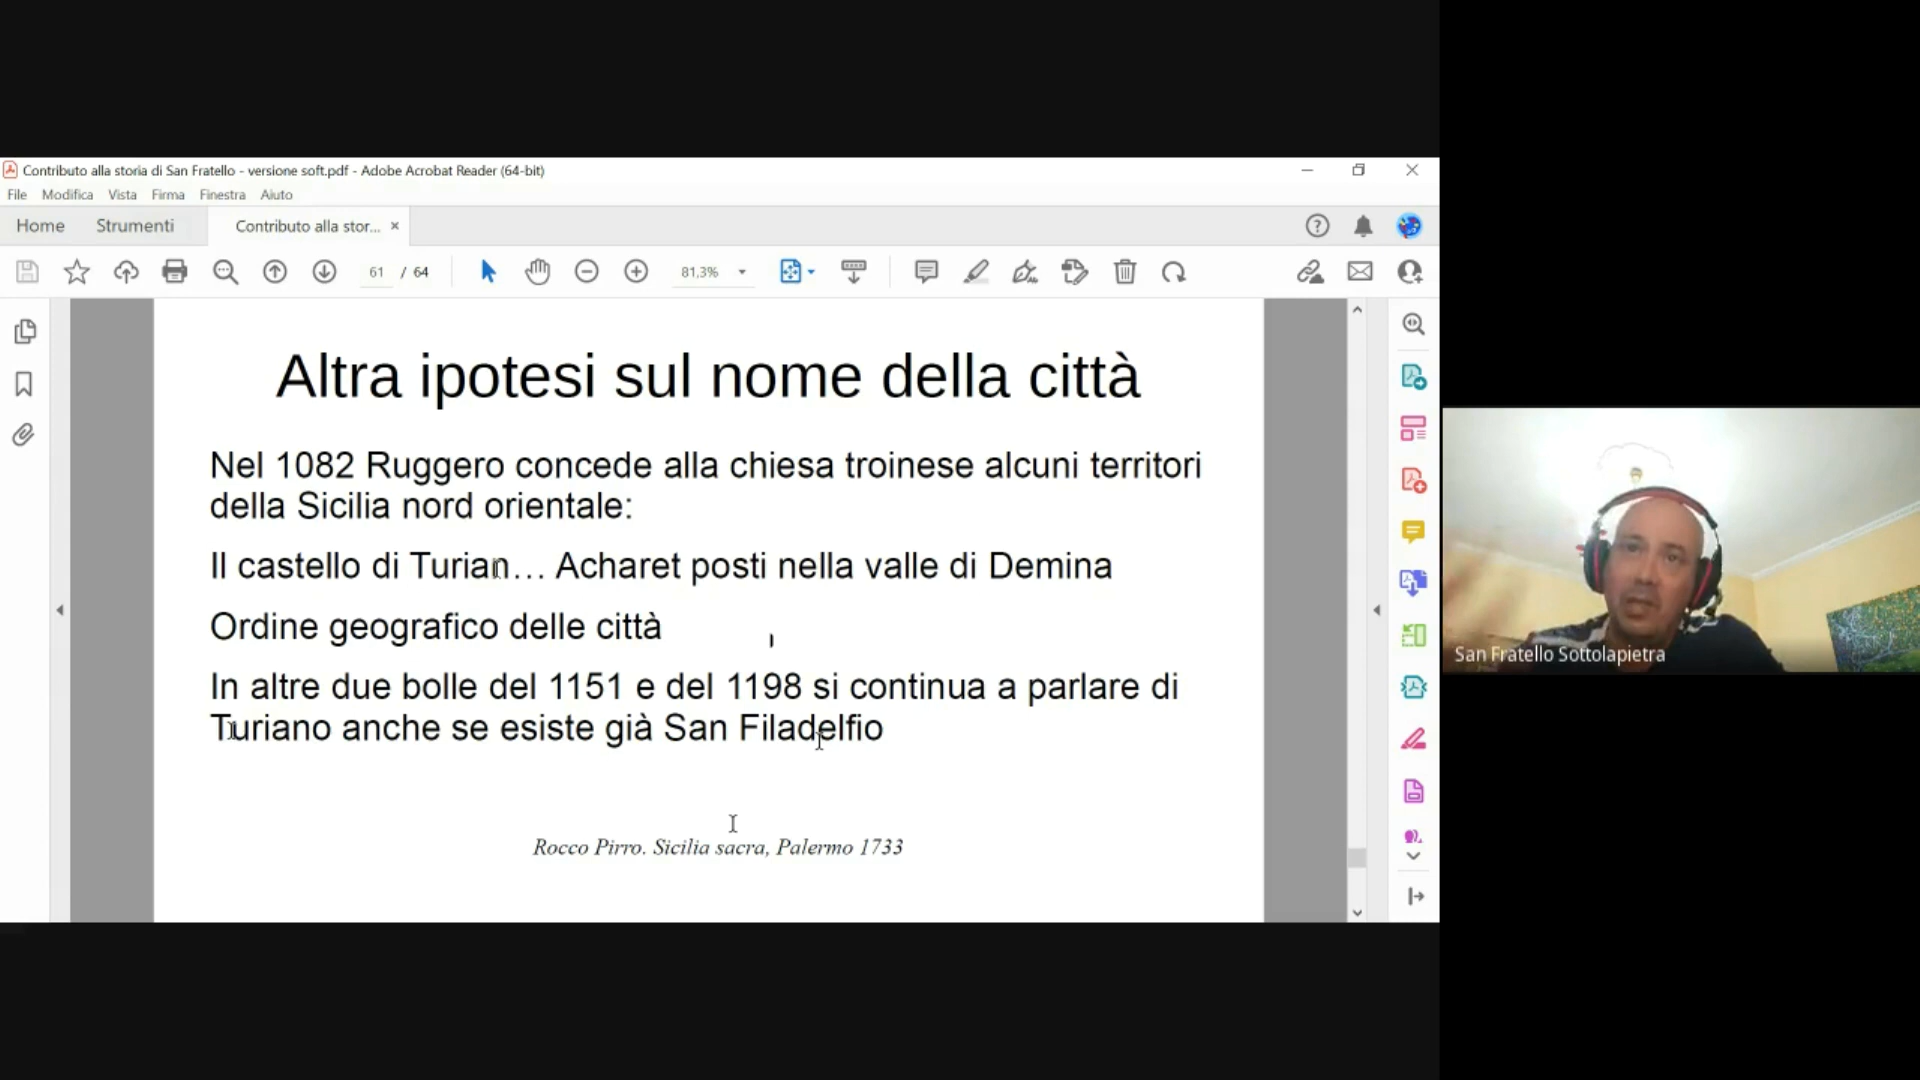 Contributo alla storia di San Fratello - versione soft.pdf - Adobe Acrobat Reader (64-bit)
File Modifica Vista Firma Finestra Aiuto
Home Strumenti Contributo alla stor... ×
61 / 64 81,3%
Altra ipotesi sul nome della città
Nel 1082 Ruggero concede alla chiesa troinese alcuni territori
della Sicilia nord orientale:
Il castello di Turian… Acharet posti nella valle di Demina
Ordine geografico delle città
In altre due bolle del 1151 e del 1198 si continua a parlare di
Turiano anche se esiste già San Filadelfio
Rocco Pirro. Sicilia sacra, Palermo 1733
San Fratello Sottolapietra